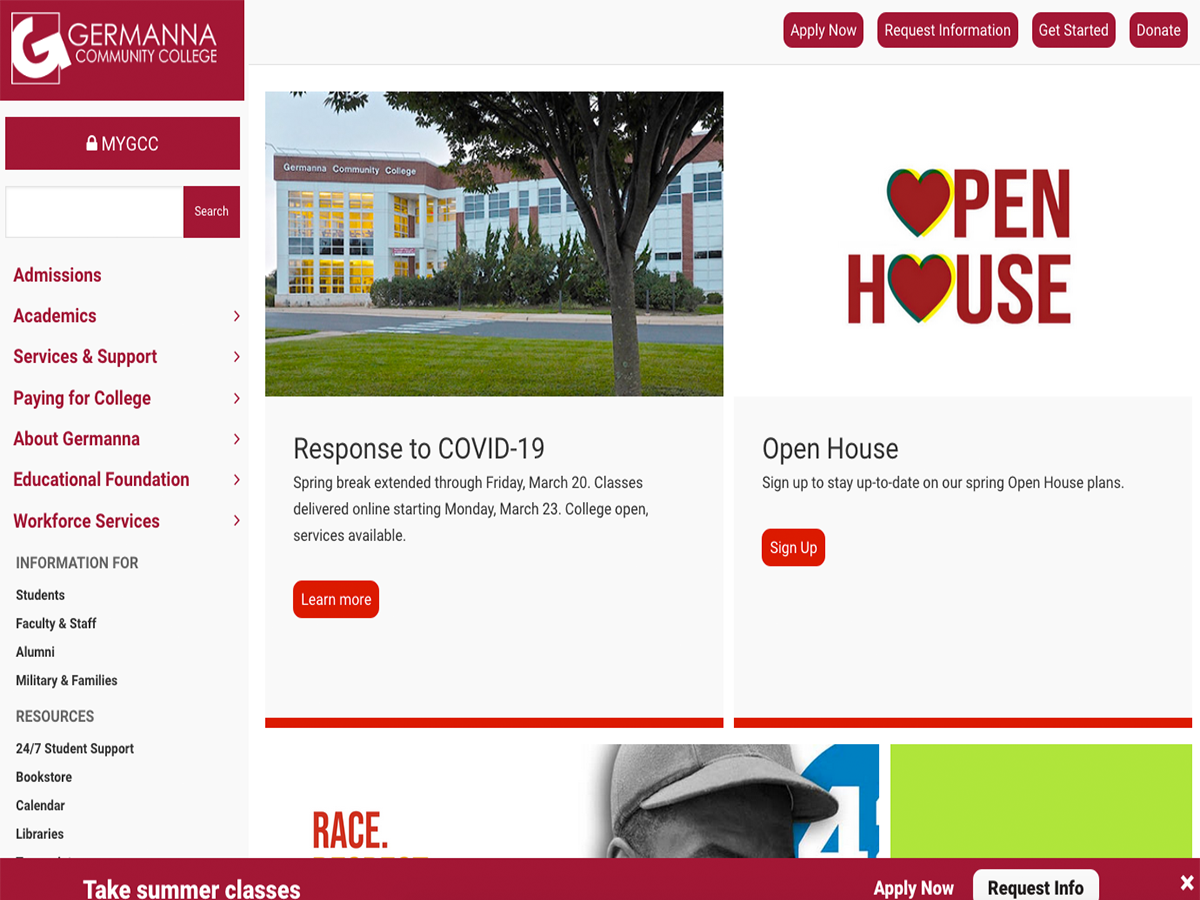 GERMANNA
COMMUNITY COLLEGE
Apply Now
Request Information
Get Started
Donate
MYGCC
Search
Admissions
Academics
Services & Support
Paying for College
About Germanna
Educational Foundation
Workforce Services
INFORMATION FOR
Students
Faculty & Staff
Alumni
Military & Families
RESOURCES
24/7 Student Support
Bookstore
Calendar
Libraries
Germanna Community College
Response to COVID-19
Spring break extended through Friday, March 20. Classes
delivered online starting Monday, March 23. College open,
services available.
Learn more
OPEN
HOUSE
Open House
Sign up to stay up-to-date on our spring Open House plans.
Sign Up
RACE.
Take summer classes
Apply Now
Request Info